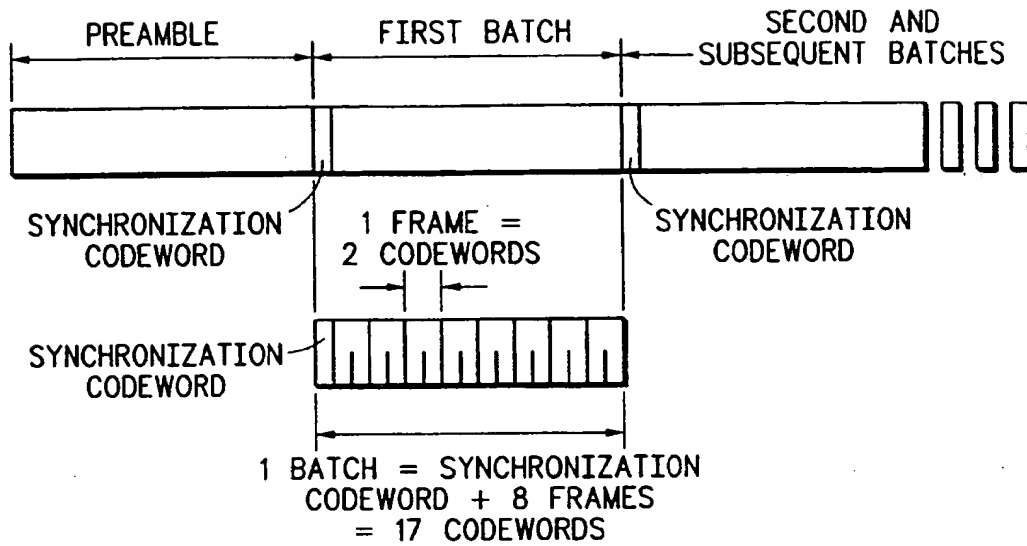 PREAMBLE
FIRST BATCH
SECOND AND
SUBSEQUENT BATCHES
SYNCHRONIZATION
CODEWORD
1 FRAME =
2 CODEWORDS
SYNCHRONIZATION
CODEWORD
SYNCHRONIZATION
CODEWORD
1 BATCH = SYNCHRONIZATION
CODEWORD + 8 FRAMES
= 17 CODEWORDS